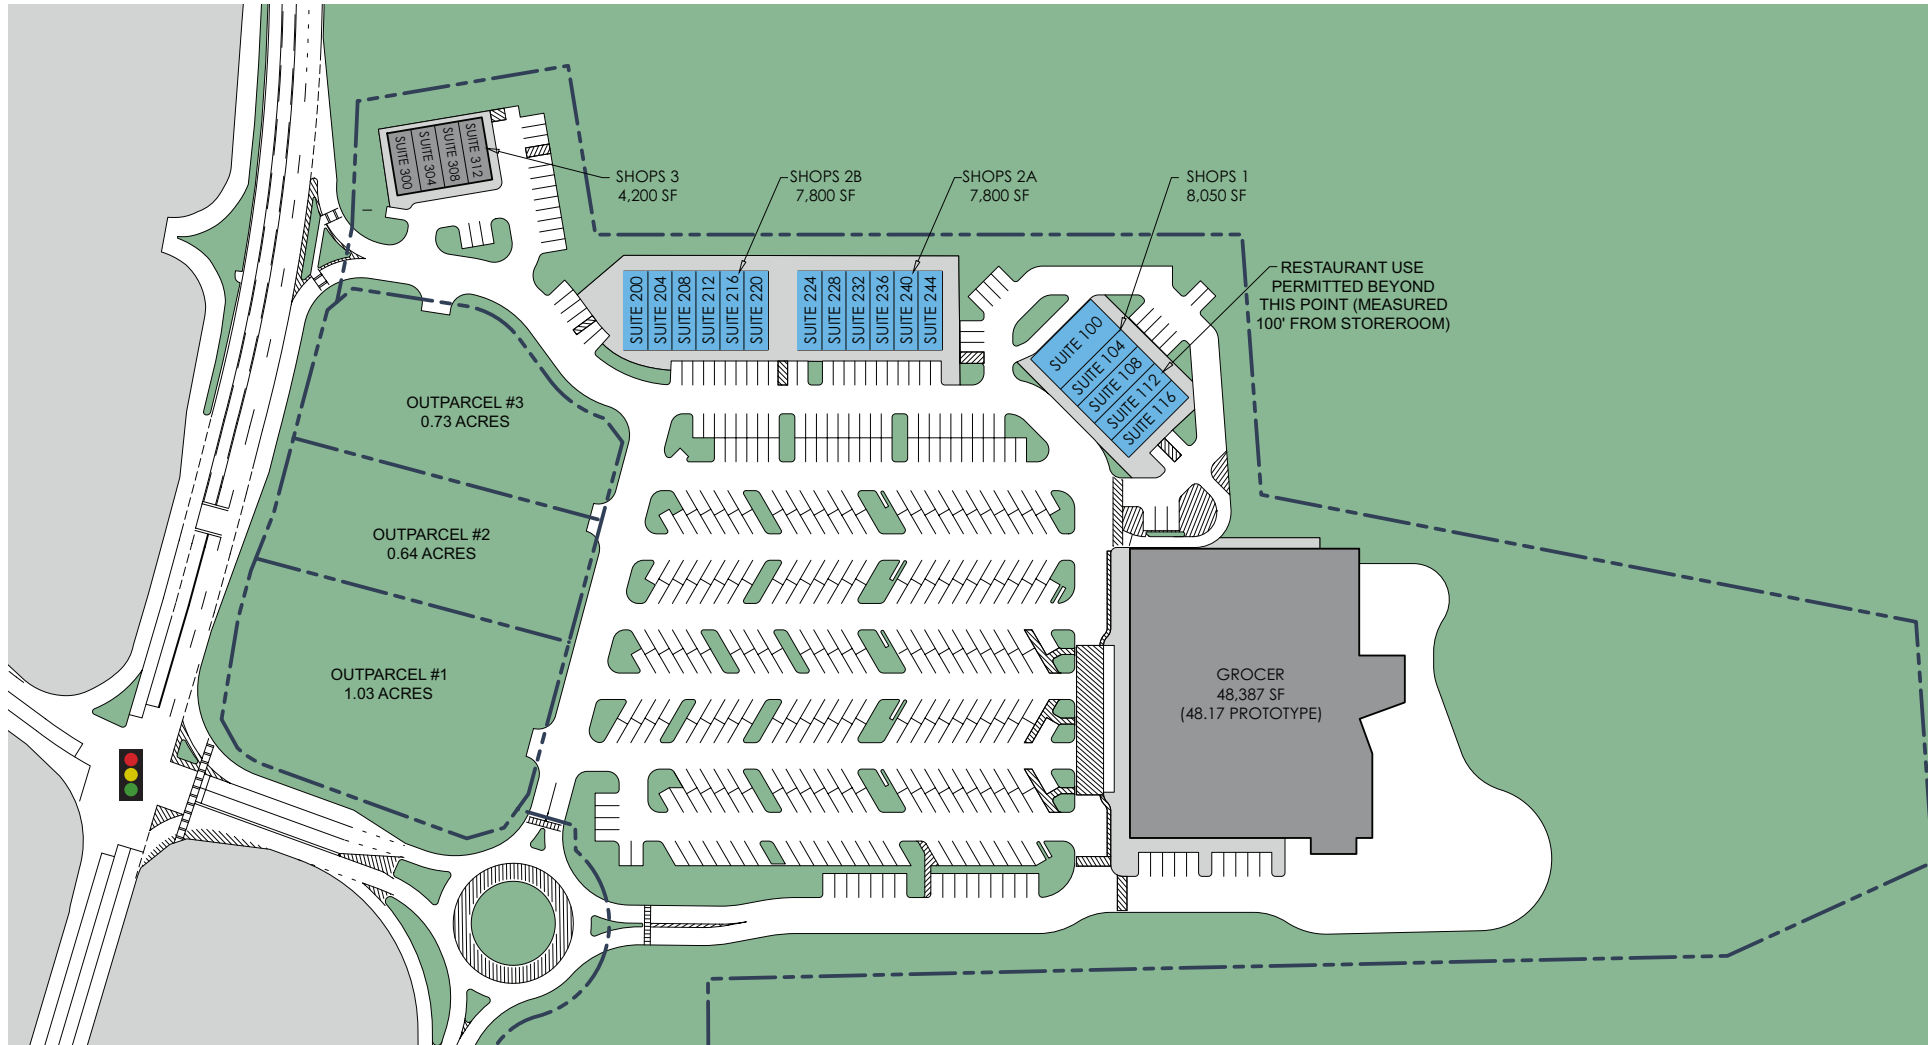 SUITE 300
SUITE 304
SUITE 308
SUITE 312
SHOPS 3
4,200 SF
SHOPS 2B
7,800 SF
SHOPS 2A
7,800 SF
SHOPS 1
8,050 SF
RESTAURANT USE
PERMITTED BEYOND
THIS POINT (MEASURED
100' FROM STOREROOM)
SUITE 200
SUITE 204
SUITE 208
SUITE 212
SUITE 216
SUITE 220
SUITE 224
SUITE 228
SUITE 232
SUITE 236
SUITE 240
SUITE 244
SUITE 100
SUITE 104
SUITE 108
SUITE 112
SUITE 116
OUTPARCEL #3
0.73 ACRES
OUTPARCEL #2
0.64 ACRES
OUTPARCEL #1
1.03 ACRES
GROCER
48,387 SF
(48.17 PROTOTYPE)